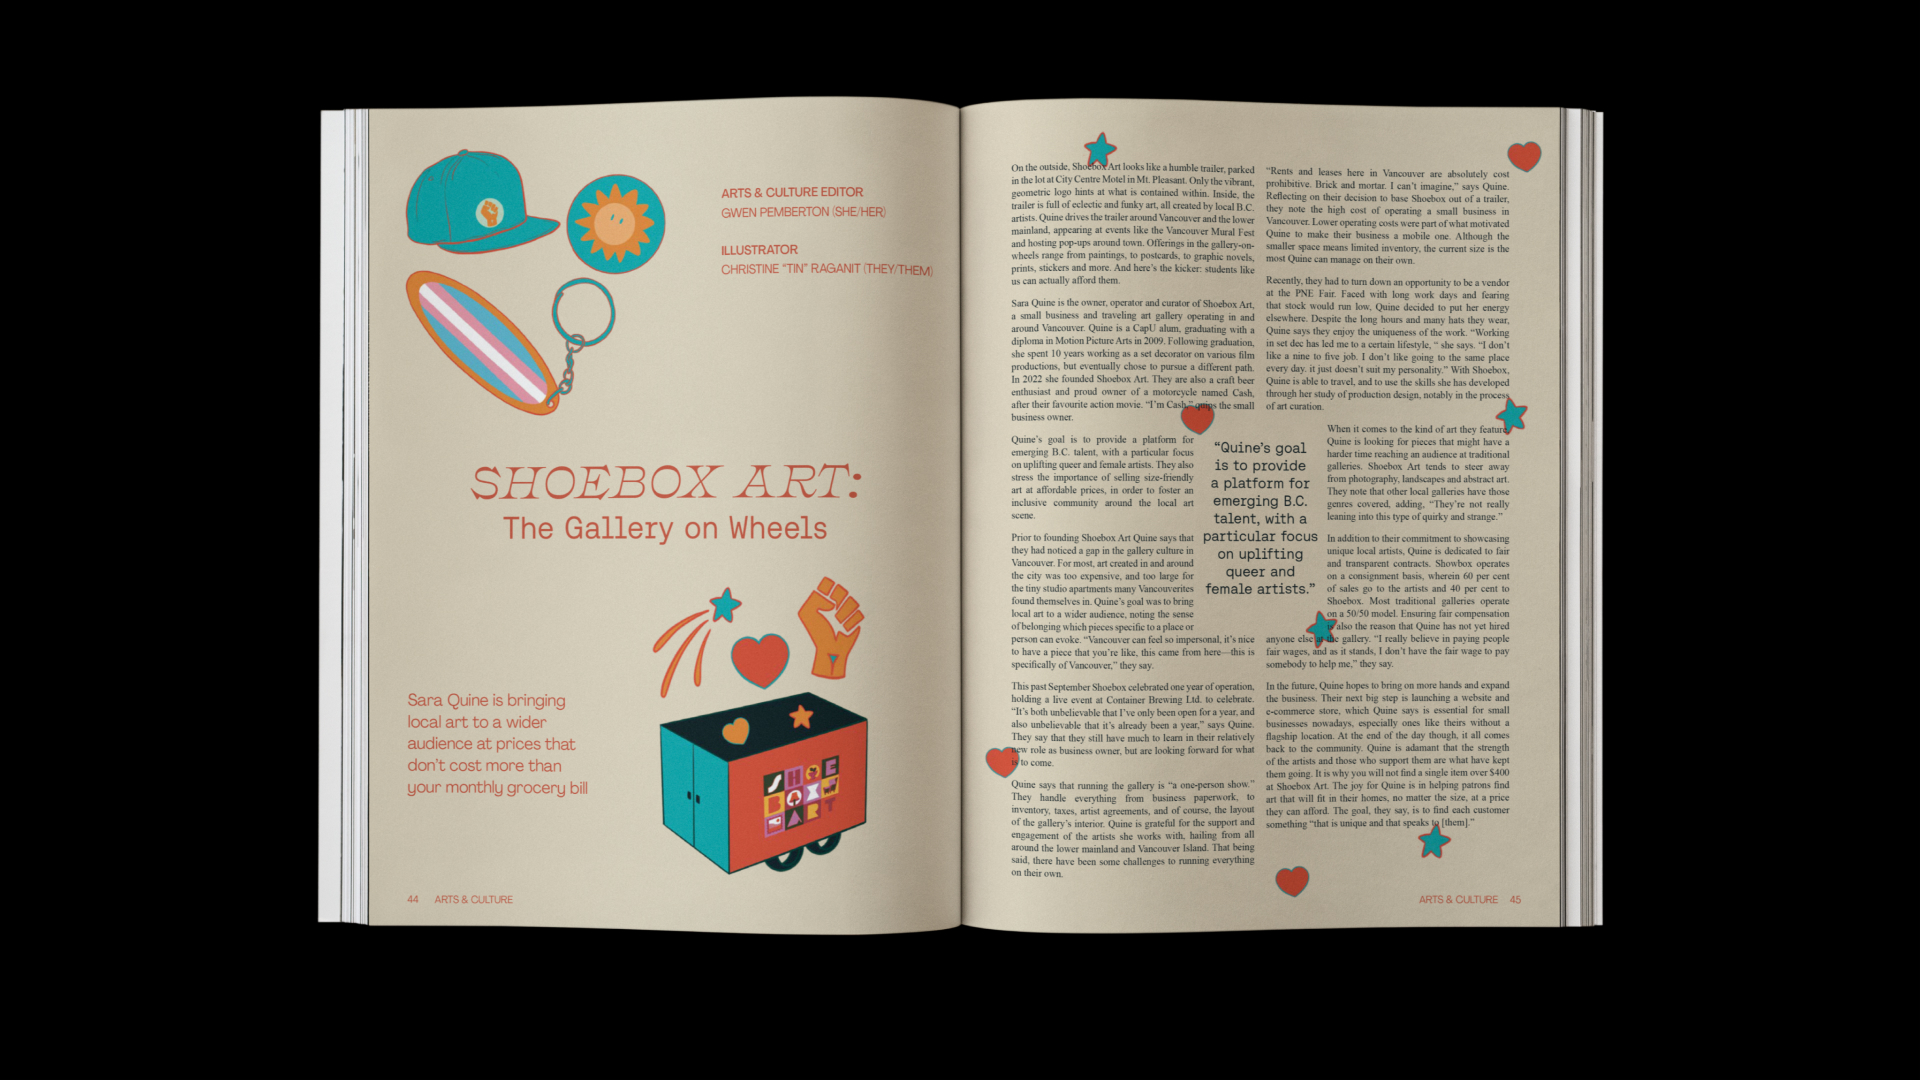 ARTS & CULTURE EDITOR
GWEN PEMBERTON (SHE/HER)
ILLUSTRATOR
CHRISTINE “TIN” RAGANIT (THEY/THEM)
SHOEBOX ART:
The Gallery on Wheels
Sara Quine is bringing
local art to a wider
audience at prices that
don’t cost more than
your monthly grocery bill
SHOE
BOX
ART
44 ARTS & CULTURE
On the outside, Shoebox Art looks like a humble trailer, parked
in the lot at City Centre Motel in Mt. Pleasant. Only the vibrant,
geometric logo hints at what is contained within. Inside, the
trailer is full of eclectic and funky art, all created by local B.C.
artists. Quine drives the trailer around Vancouver and the lower
mainland, appearing at events like the Vancouver Mural Fest
and hosting pop-ups around town. Offerings in the gallery-on-
wheels range from paintings, to postcards, to graphic novels,
prints, stickers and more. And here’s the kicker: students like
us can actually afford them.
Sara Quine is the owner, operator and curator of Shoebox Art,
a small business and traveling art gallery operating in and
around Vancouver. Quine is a CapU alum, graduating with a
diploma in Motion Picture Arts in 2009. Following graduation,
she spent 10 years working as a set decorator on various film
productions, but eventually chose to pursue a different path.
In 2022 she founded Shoebox Art. They are also a craft beer
enthusiast and proud owner of a motorcycle named Cash,
after their favourite action movie. “I’m Cash,” quips the small
business owner.
Quine’s goal is to provide a platform for
emerging B.C. talent, with a particular focus
on uplifting queer and female artists. They also
stress the importance of selling size-friendly
art at affordable prices, in order to foster an
inclusive community around the local art
scene.
Prior to founding Shoebox Art Quine says that
they had noticed a gap in the gallery culture in
Vancouver. For most, art created in and around
the city was too expensive, and too large for
the tiny studio apartments many Vancouverites
found themselves in. Quine’s goal was to bring
local art to a wider audience, noting the sense
of belonging which pieces specific to a place or
person can evoke. “Vancouver can feel so impersonal, it’s nice
to have a piece that you’re like, this came from here—this is
specifically of Vancouver,” they say.
This past September Shoebox celebrated one year of operation,
holding a live event at Container Brewing Ltd. to celebrate.
“It’s both unbelievable that I’ve only been open for a year, and
also unbelievable that it’s already been a year,” says Quine.
They say that they still have much to learn in their relatively
new role as business owner, but are looking forward for what
is to come.
Quine says that running the gallery is “a one-person show.”
They handle everything from business paperwork, to
inventory, taxes, artist agreements, and of course, the layout
of the gallery’s interior. Quine is grateful for the support and
engagement of the artists she works with, hailing from all
around the lower mainland and Vancouver Island. That being
said, there have been some challenges to running everything
on their own.
“Quine’s goal
is to provide
a platform for
emerging B.C.
talent, with a
particular focus
on uplifting
queer and
female artists.”
“Rents and leases here in Vancouver are absolutely cost
prohibitive. Brick and mortar. I can’t imagine,” says Quine.
Reflecting on their decision to base Shoebox out of a trailer,
they note the high cost of operating a small business in
Vancouver. Lower operating costs were part of what motivated
Quine to make their business a mobile one. Although the
smaller space means limited inventory, the current size is the
most Quine can manage on their own.
Recently, they had to turn down an opportunity to be a vendor
at the PNE Fair. Faced with long work days and fearing
that stock would run low, Quine decided to put her energy
elsewhere. Despite the long hours and many hats they wear,
Quine says they enjoy the uniqueness of the work. “Working
in set dec has led me to a certain lifestyle, “ she says. “I don’t
like a nine to five job. I don’t like going to the same place
every day. it just doesn’t suit my personality.” With Shoebox,
Quine is able to travel, and to use the skills she has developed
through her study of production design, notably in the process
of art curation.
When it comes to the kind of art they feature,
Quine is looking for pieces that might have a
harder time reaching an audience at traditional
galleries. Shoebox Art tends to steer away
from photography, landscapes and abstract art.
They note that other local galleries have those
genres covered, adding, “They’re not really
leaning into this type of quirky and strange.”
In addition to their commitment to showcasing
unique local artists, Quine is dedicated to fair
and transparent contracts. Showbox operates
on a consignment basis, wherein 60 per cent
of sales go to the artists and 40 per cent to
Shoebox. Most traditional galleries operate
on a 50/50 model. Ensuring fair compensation
is also the reason that Quine has not yet hired
anyone else at the gallery. “I really believe in paying people
fair wages, and as it stands, I don’t have the fair wage to pay
somebody to help me,” they say.
In the future, Quine hopes to bring on more hands and expand
the business. Their next big step is launching a website and
e-commerce store, which Quine says is essential for small
businesses nowadays, especially ones like theirs without a
flagship location. At the end of the day though, it all comes
back to the community. Quine is adamant that the strength
of the artists and those who support them are what have kept
them going. It is why you will not find a single item over $400
at Shoebox Art. The joy for Quine is in helping patrons find
art that will fit in their homes, no matter the size, at a price
they can afford. The goal, they say, is to find each customer
something “that is unique and that speaks to [them].”
ARTS & CULTURE 45